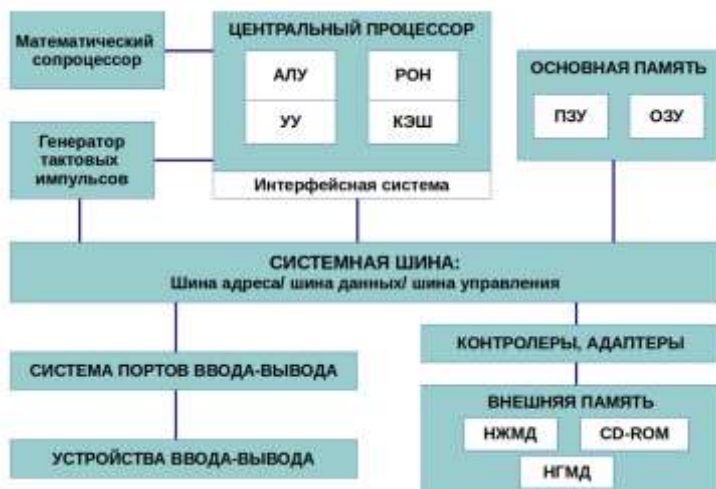 Математический
сопроцессор
ЦЕНТРАЛЬНЫЙ ПРОЦЕССОР
АЛУ
РОН
УУ
КЭШ
Интерфейсная система
ОСНОВНАЯ ПАМЯТЬ
ПЗУ
ОЗУ
Генератор
тактовых
импульсов
СИСТЕМНАЯ ШИНА:
Шина адреса/ шина данных/ шина управления
СИСТЕМА ПОРТОВ ВВОДА-ВЫВОДА
УСТРОЙСТВА ВВОДА-ВЫВОДА
КОНТРОЛЕРЫ, АДАПТЕРЫ
ВНЕШНЯЯ ПАМЯТЬ
НЖМД
CD-ROM
НГМД